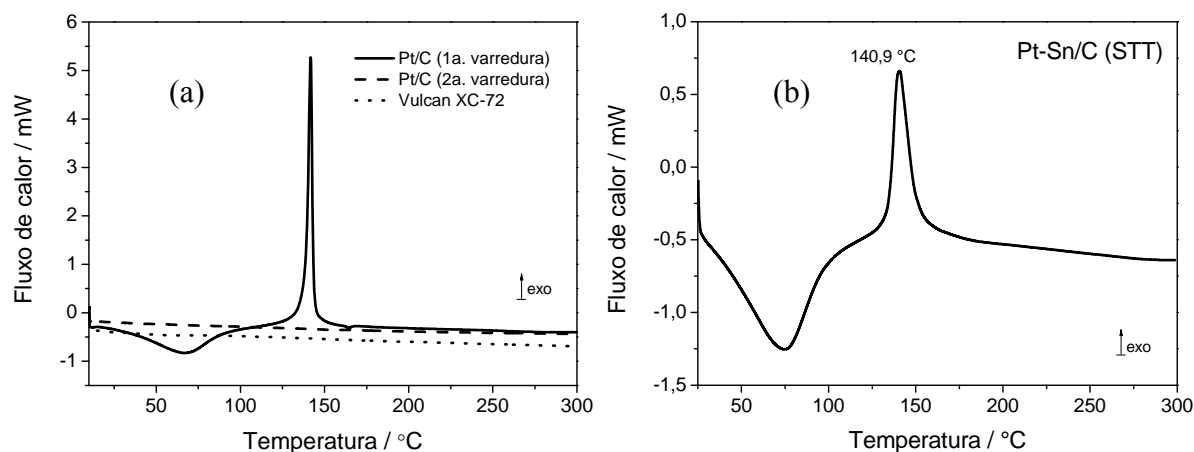 6
5
4
3
2
1
0
-1
Fluxo de calor / mW
(a)
Pt/C (1a. varredura)
Pt/C (2a. varredura)
Vulcan XC-72
exo
50
100
150
200
250
300
Temperatura / °C
1,0
0,5
0,0
-0,5
-1,0
-1,5
Fluxo de calor / mW
140,9 °C
Pt-Sn/C (STT)
(b)
exo
50
100
150
200
250
300
Temperatura / °C